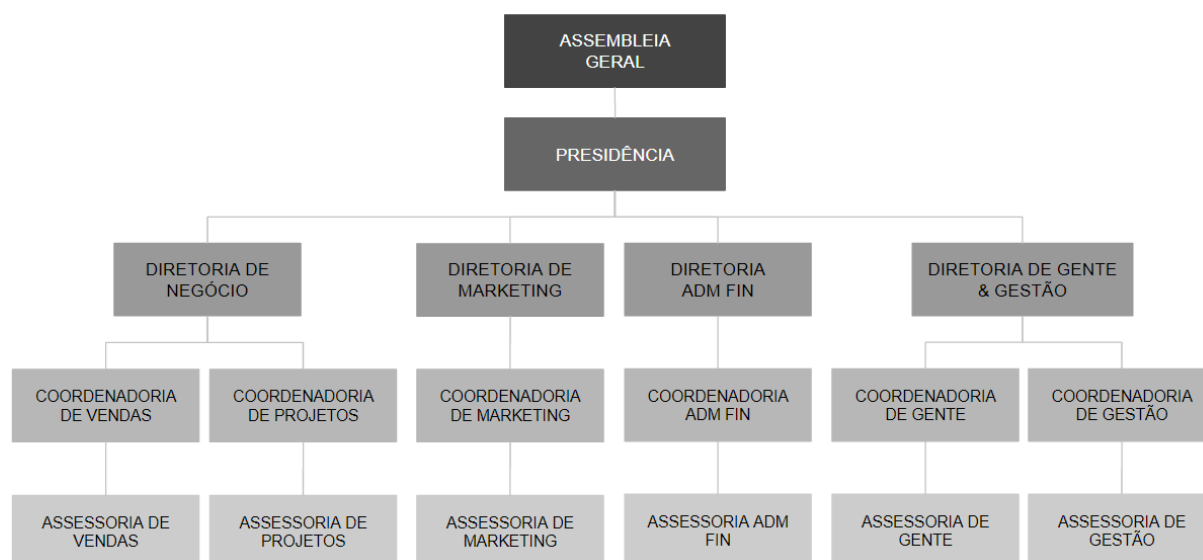 ASSEMBLEIA
GERAL
PRESIDÊNCIA
DIRETORIA DE
NEGÓCIO
DIRETORIA DE
MARKETING
DIRETORIA
ADM FIN
DIRETORIA DE GENTE
& GESTÃO
COORDENADORIA
DE VENDAS
COORDENADORIA
DE PROJETOS
COORDENADORIA
DE MARKETING
COORDENADORIA
ADM FIN
COORDENADORIA
DE GENTE
COORDENADORIA
DE GESTÃO
ASSESSORIA DE
VENDAS
ASSESSORIA DE
PROJETOS
ASSESSORIA DE
MARKETING
ASSESSORIA ADM
FIN
ASSESSORIA DE
GENTE
ASSESSORIA DE
GESTÃO